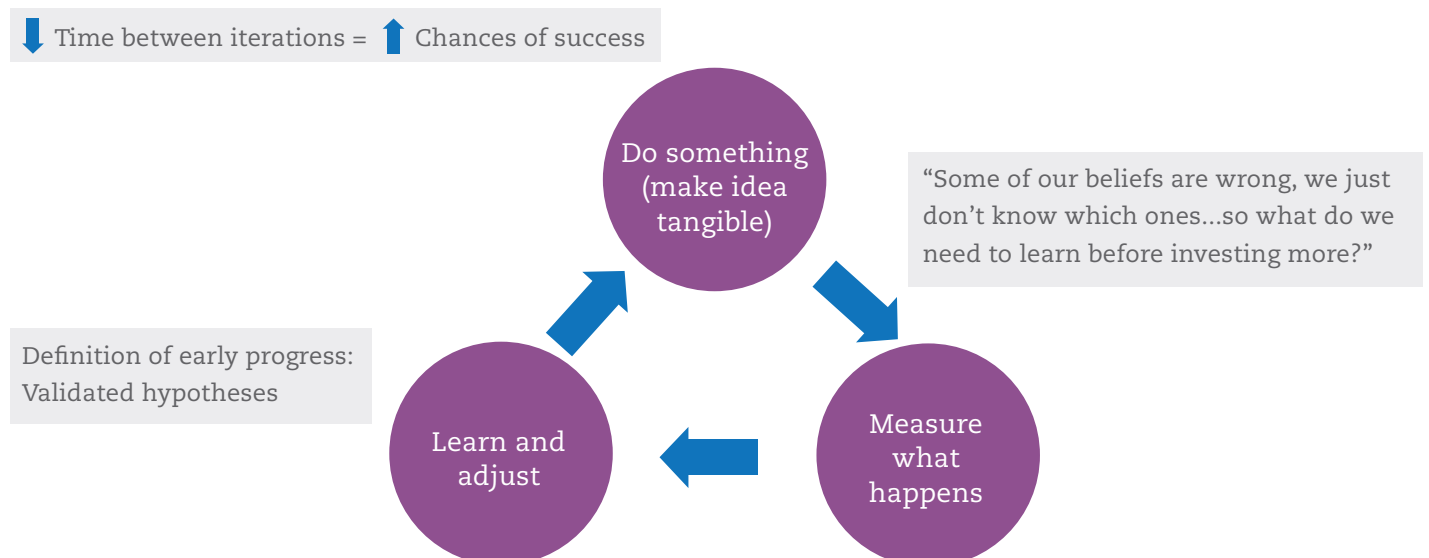 Time between iterations = Chances of success
Do something
(make idea
tangible)
“Some of our beliefs are wrong, we just
don’t know which ones...so what do we
need to learn before investing more?”
Definition of early progress:
Validated hypotheses
Learn and
adjust
Measure
what
happens